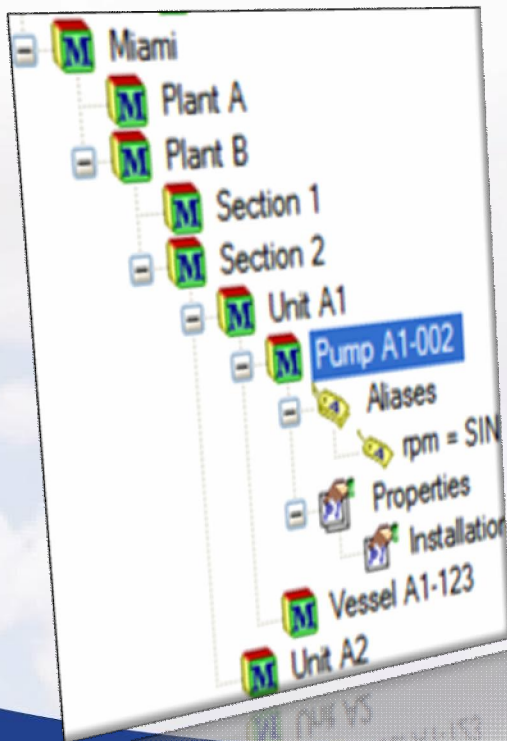 Miami
Plant A
Plant B
Section 1
Section 2
Unit A1
Pump A1-002
Aliases
rpm = SIN
Properties
Installation
Vessel A1-123
Unit A2